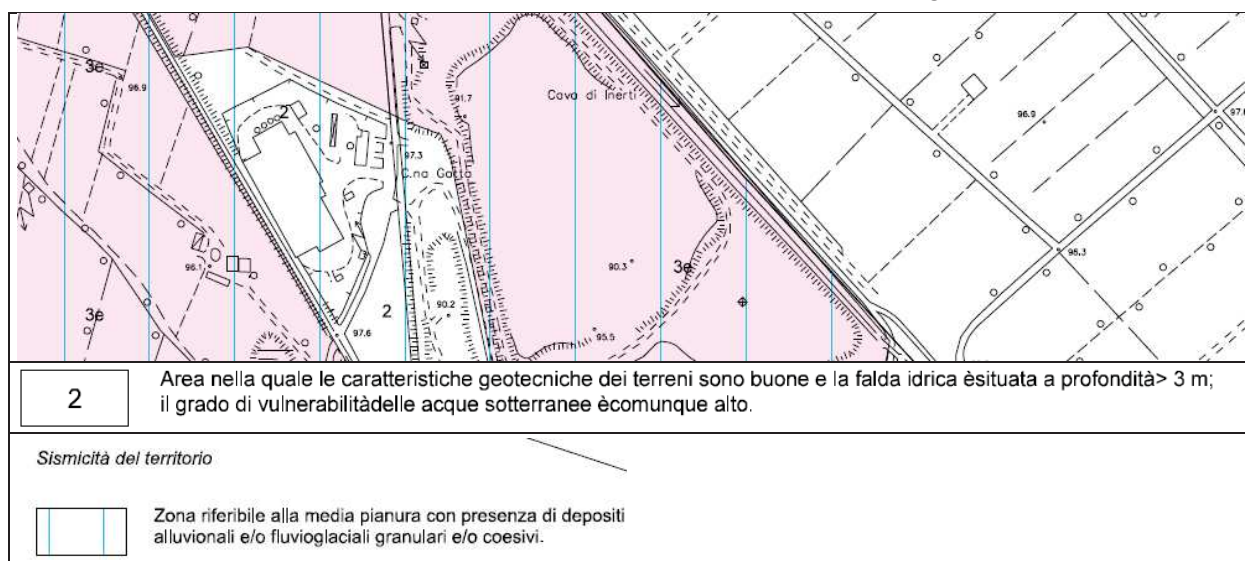 3e
96.9
2
91.7
Cava di Inerti
96.9
97.3
C.na Gatta
96.1
90.3
3e
95.3
3e
90.2
2
97.6
95.5
2
Area nella quale le caratteristiche geotecniche dei terreni sono buone e la falda idrica èsituata a profondità> 3 m;
il grado di vulnerabilitàdelle acque sotterranee ècomunque alto.
Sismicità del territorio
Zona riferibile alla media pianura con presenza di depositi
alluvionali e/o fluvioglaciali granulari e/o coesivi.